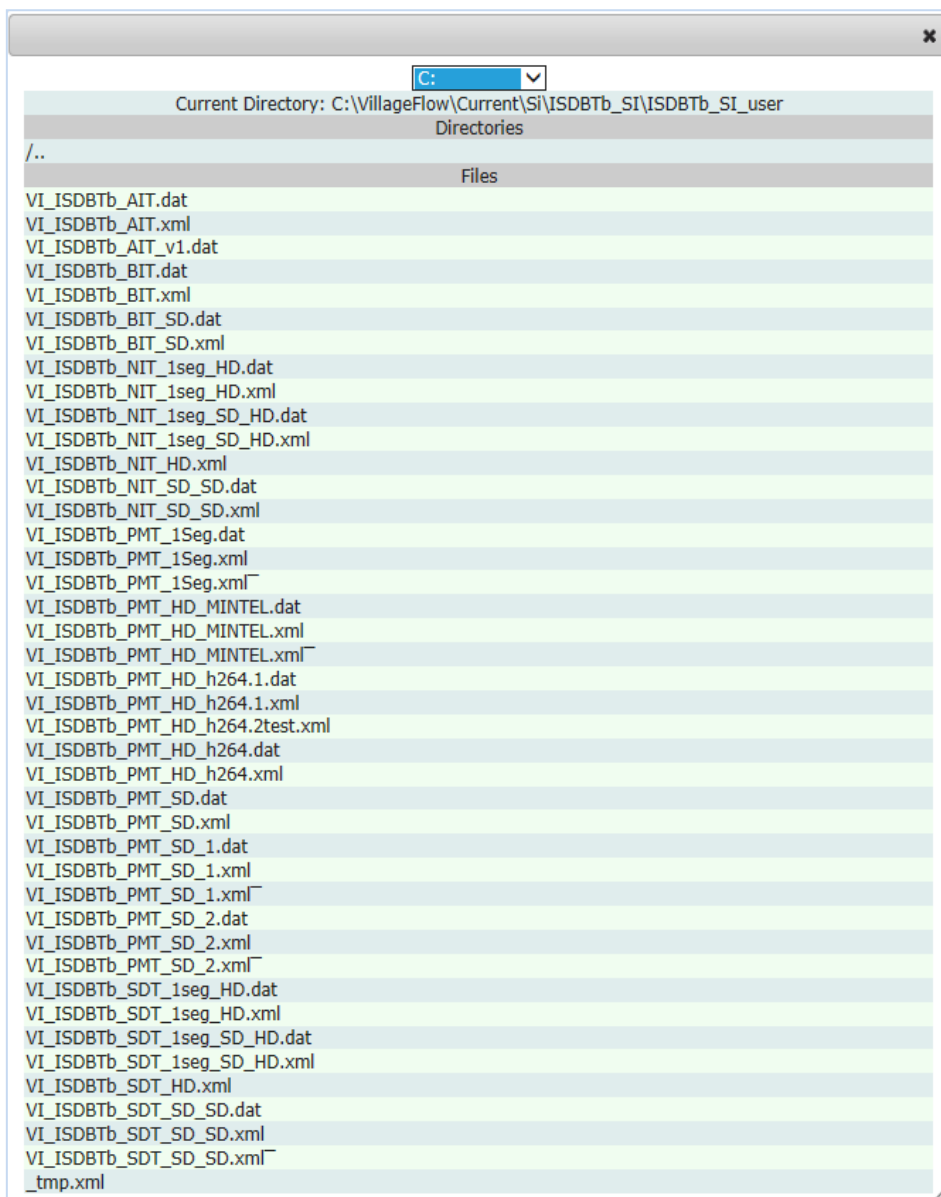 C:
Current Directory: C:\VillageFlow\Current\Si\ISDBTb_SI\ISDBTb_SI_user
Directories
/..
Files
VI_ISDBTb_AIT.dat
VI_ISDBTb_AIT.xml
VI_ISDBTb_AIT_v1.dat
VI_ISDBTb_BIT.dat
VI_ISDBTb_BIT.xml
VI_ISDBTb_BIT_SD.dat
VI_ISDBTb_BIT_SD.xml
VI_ISDBTb_NIT_1seg_HD.dat
VI_ISDBTb_NIT_1seg_HD.xml
VI_ISDBTb_NIT_1seg_SD_HD.dat
VI_ISDBTb_NIT_1seg_SD_HD.xml
VI_ISDBTb_NIT_HD.xml
VI_ISDBTb_NIT_SD_SD.dat
VI_ISDBTb_NIT_SD_SD.xml
VI_ISDBTb_PMT_1Seg.dat
VI_ISDBTb_PMT_1Seg.xml
VI_ISDBTb_PMT_1Seg.xml‾
VI_ISDBTb_PMT_HD_MINTEL.dat
VI_ISDBTb_PMT_HD_MINTEL.xml
VI_ISDBTb_PMT_HD_MINTEL.xml‾
VI_ISDBTb_PMT_HD_h264.1.dat
VI_ISDBTb_PMT_HD_h264.1.xml
VI_ISDBTb_PMT_HD_h264.2test.xml
VI_ISDBTb_PMT_HD_h264.dat
VI_ISDBTb_PMT_HD_h264.xml
VI_ISDBTb_PMT_SD.dat
VI_ISDBTb_PMT_SD.xml
VI_ISDBTb_PMT_SD_1.dat
VI_ISDBTb_PMT_SD_1.xml
VI_ISDBTb_PMT_SD_1.xml‾
VI_ISDBTb_PMT_SD_2.dat
VI_ISDBTb_PMT_SD_2.xml
VI_ISDBTb_PMT_SD_2.xml‾
VI_ISDBTb_SDT_1seg_HD.dat
VI_ISDBTb_SDT_1seg_HD.xml
VI_ISDBTb_SDT_1seg_SD_HD.dat
VI_ISDBTb_SDT_1seg_SD_HD.xml
VI_ISDBTb_SDT_HD.xml
VI_ISDBTb_SDT_SD_SD.dat
VI_ISDBTb_SDT_SD_SD.xml
VI_ISDBTb_SDT_SD_SD.xml‾
_tmp.xml